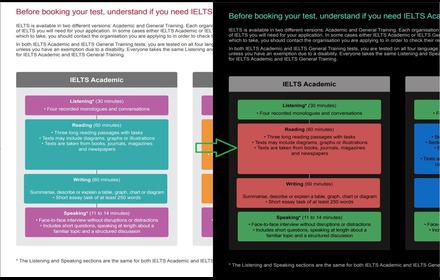 Before booking your test, understand if you need IELTS
IELTS is available in two different versions: Academic and General Training. Each organi
of IELTS will need for your application. In some cases either IELTS Academic or IEL
which to take, you should contact the organisation you are applying to in order to check
In both IELTS Academic and IELTS General Training tests, you are tested on all four language
unless you have an exemption due to a disability. Everyone takes the same Listening and
for IELTS Academic and IELTS General Training.
IELTS Academic
Listening* (30 minutes)
• Four recorded monologues and conversations
Reading (60 minutes)
• Three long reading passages with tasks
• Texts may include diagrams, graphs or illustrations
• Texts are taken from books, journals, magazines
and newspapers
Writing (60 minutes)
Summarise, describe or explain a table, graph, chart or diagram
• Short essay task of at least 250 words
Speaking* (11 to 14 minutes)
• Face-to-face interview without disruptions or distractions
• Includes short questions, speaking at length about a
familiar topic and a structured discussion
* The Listening and Speaking sections are the same for both IELTS Academic and IELTS Gen
Before booking your test, understand if you need IELTS Aca
IELTS is available in two different versions: Academic and General Training. Each organisation
of IELTS will need for your application. In some cases either IELTS Academic or IELTS
which to take, you should contact the organisation you are applying to in order to check their re
In both IELTS Academic and IELTS General Training tests, you are tested on all four language
unless you have an exemption due to a disability. Everyone takes the same Listening and Spea
for IELTS Academic and IELTS General Training.
IELTS Academic
Listening* (30 minutes)
• Four recorded monologues and conversations
Reading (60 minutes)
• Three long reading passages with tasks
• Texts may include diagrams, graphs or illustrations
• Texts are taken from books, journals, magazines
and newspapers
Writing (60 minutes)
Summarise, describe or explain a table, graph, chart or diagram
• Short essay task of at least 250 words
Speaking* (11 to 14 minutes)
• Face-to-face interview without disruptions or distractions
• Includes short questions, speaking at length about a
familiar topic and a structured discussion
* The Listening and Speaking sections are the same for both IELTS Academic and IELTS General